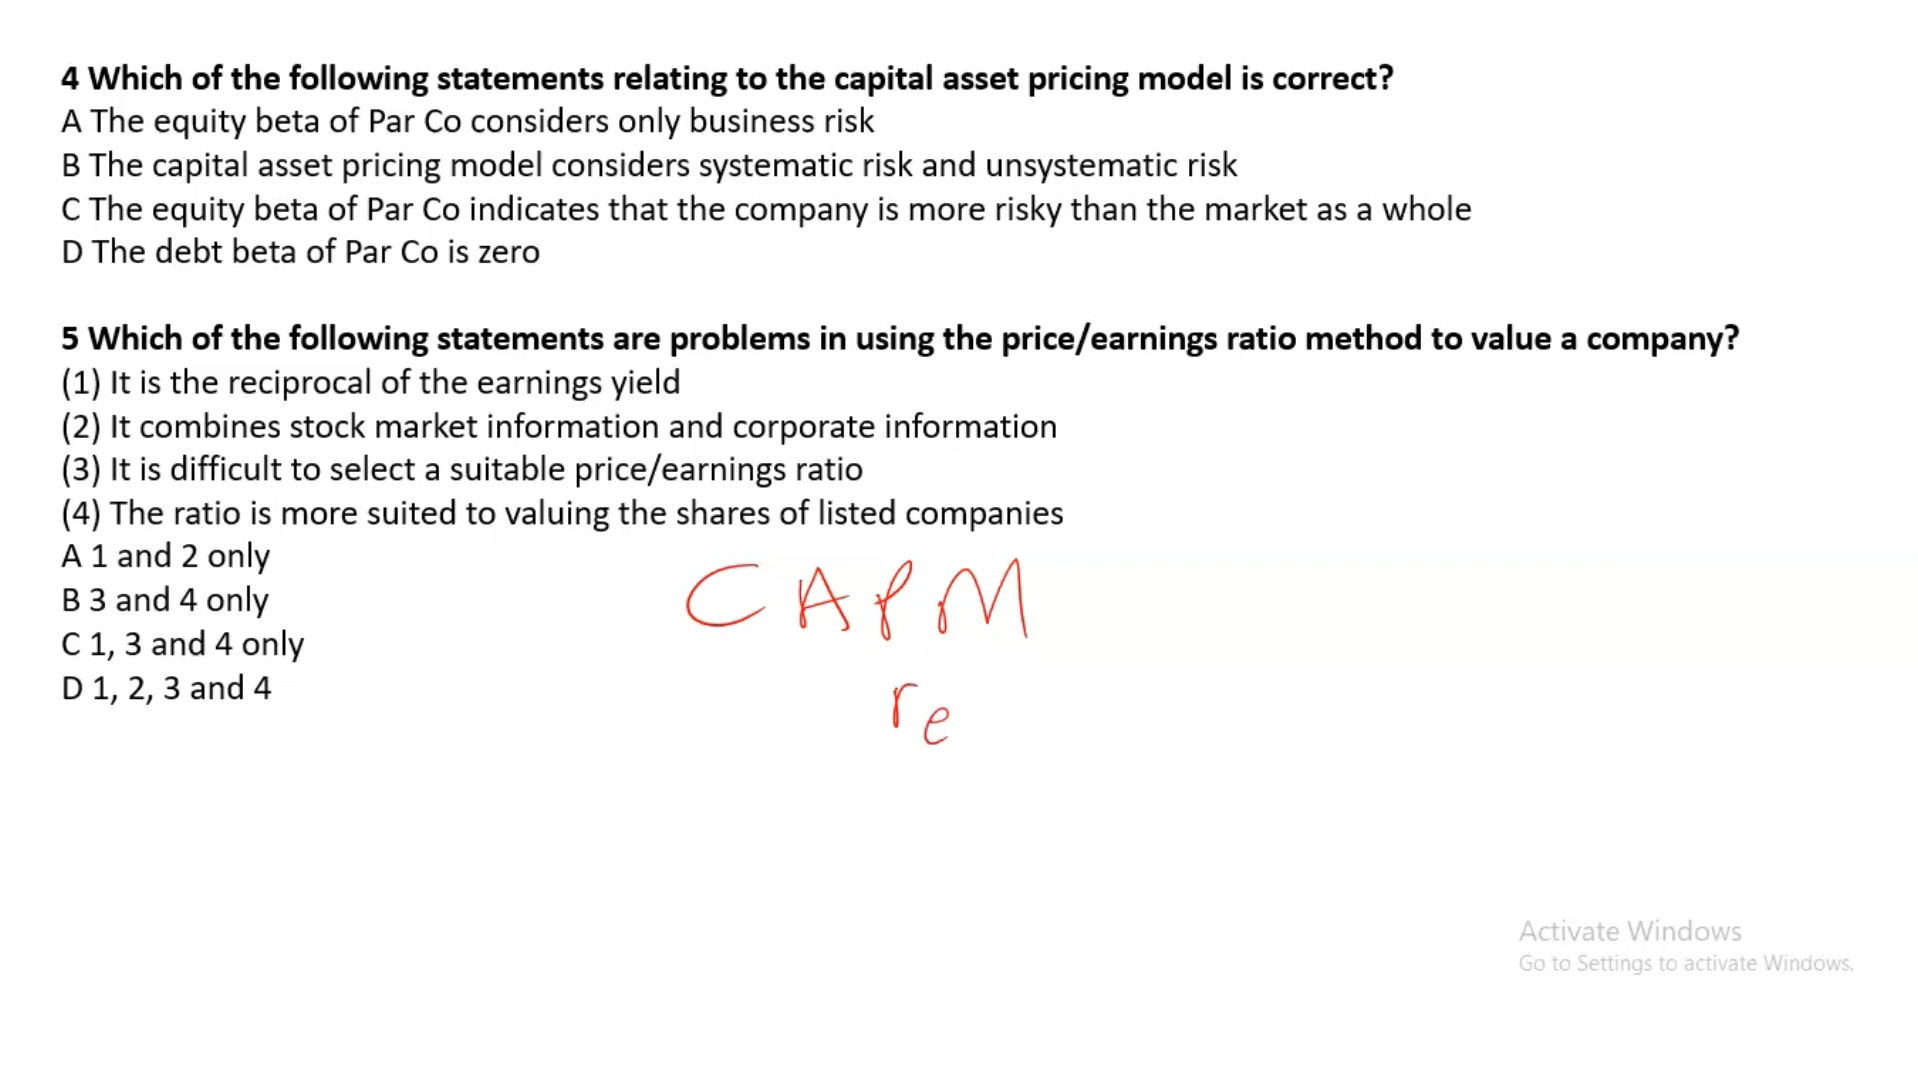 4 Which of the following statements relating to the capital asset pricing model is correct?
A The equity beta of Par Co considers only business risk
B The capital asset pricing model considers systematic risk and unsystematic risk
C The equity beta of Par Co indicates that the company is more risky than the market as a whole
D The debt beta of Par Co is zero
5 Which of the following statements are problems in using the price/earnings ratio method to value a company?
(1) It is the reciprocal of the earnings yield
(2) It combines stock market information and corporate information
(3) It is difficult to select a suitable price/earnings ratio
(4) The ratio is more suited to valuing the shares of listed companies
A 1 and 2 only
B 3 and 4 only
C 1, 3 and 4 only
D 1, 2, 3 and 4
CAPM
re
Activate Windows
Go to Settings to activate Windows.